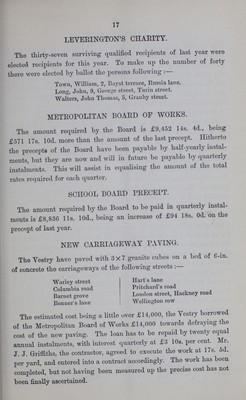 17
LEVERINGTON'S CHARITY.
The thirty-seven surviving qualified recipients of last year were
elected recipients for this year. To make up the number of forty
there were elected by ballot the persons following :—
Town, William, 2, Royst terrace, Russia lane.
Long, John, 9, George street, Turin street.
Walters, John Thomas, 5, Granby street.
METROPOLITAN BOARD OF WORKS.
The amount required by the Board is £9,452 14s. 4d., being
£571 17s. 10d. more than the amount of the last precept. Hitherto
the precepts of the Board have been payable by half-yearly instal-
ments, but they are now and will in future be payable by quarterly
instalments. This will assist in equalising the amount of the total
rates required for each quarter.
SCHOOL BOARD PRECEPT.
The amount required by the Board to be paid in quarterly instal-
ments is £8,836 11s. 10d., being an increase of £94 18s. 0d. on the
precept of last year.
NEW CARRIAGEWAY PAVING.
The Vestry have paved with 3 × 7 granite cubes on a bed of 6-in.
of concrete the carriageways of the following streets :—
Warley street
Columbia road
Barnet grove
Bonner's lane
Hart's lane
Pritchard's road
London street, Hackney road
Wellington row
The estimated cost being a little over £14,000, the Vestry borrowed
of the Metropolitan Board of Works £14,000 towards defraying the
cost of the new paving. The loan has to be repaid by twenty equal
annual instalments, with interest quarterly at £3 10s. per cent. Mr.
J. J. Griffiths, the contractor, agreed to execute the work at 17s. 5d.
per yard, and entered into a contract accordingly. The work has been
completed, but not having been measured up the precise cost has not
been finally ascertained.